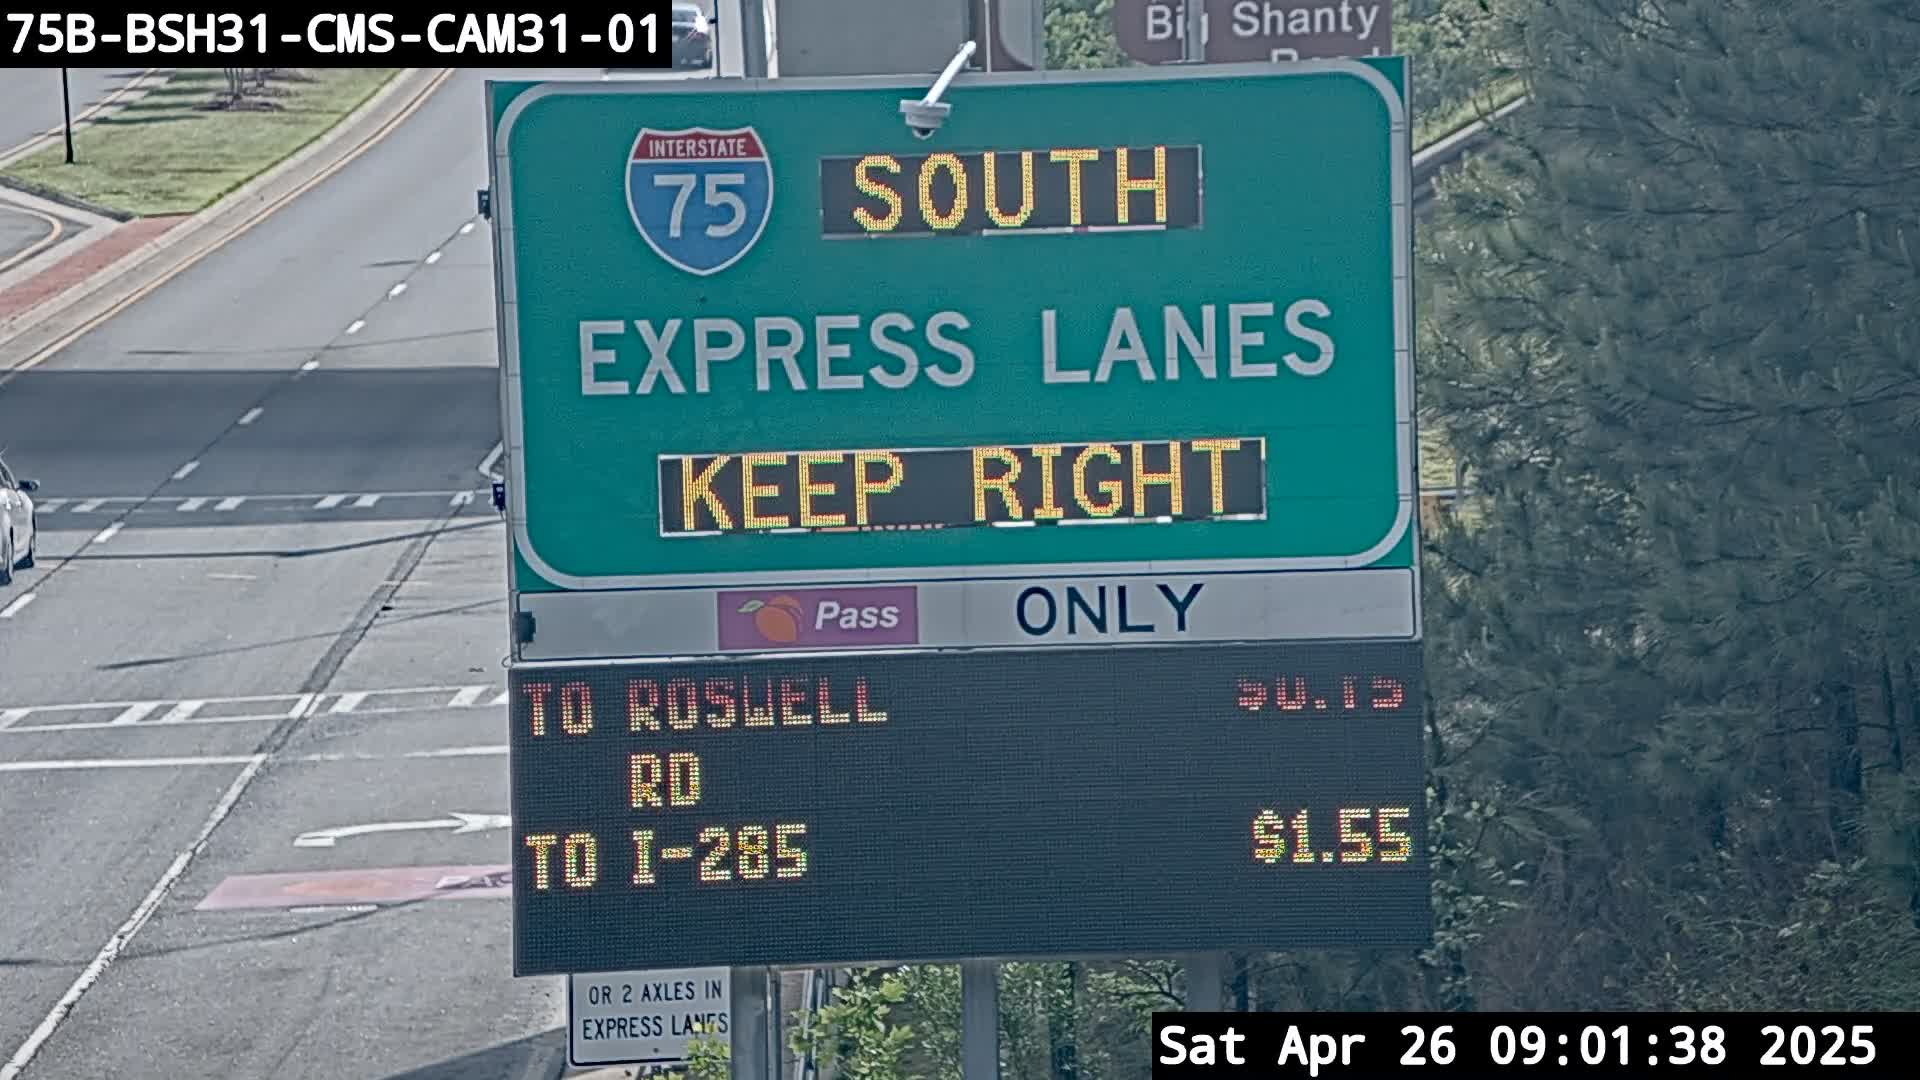 75B-BSH31-CMS-CAM31-01
Big Shanty
INTERSTATE
75
SOUTH
EXPRESS LANES
KEEP RIGHT
Pass ONLY
TO ROSWELL
RD
TO I-285 $1.55
OR 2 AXLES IN
EXPRESS LANES
Sat Apr 26 09:01:38 2025